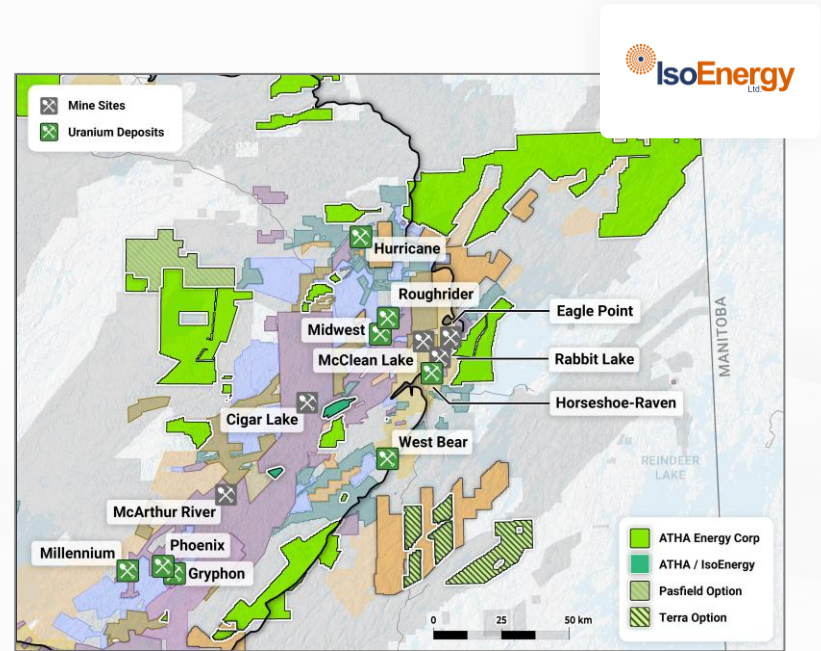 IsoEnergy
Ltd.
Mine Sites
Uranium Deposits
Hurricane
Roughrider
Eagle Point
Midwest
McClean Lake
Rabbit Lake
MANITOBA
Horseshoe-Raven
Cigar Lake
West Bear
REINDEER
LAKE
McArthur River
Phoenix
Millennium
Gryphon
ATHA Energy Corp
ATHA / IsoEnergy
Pasfield Option
Terra Option
0 25 50 km